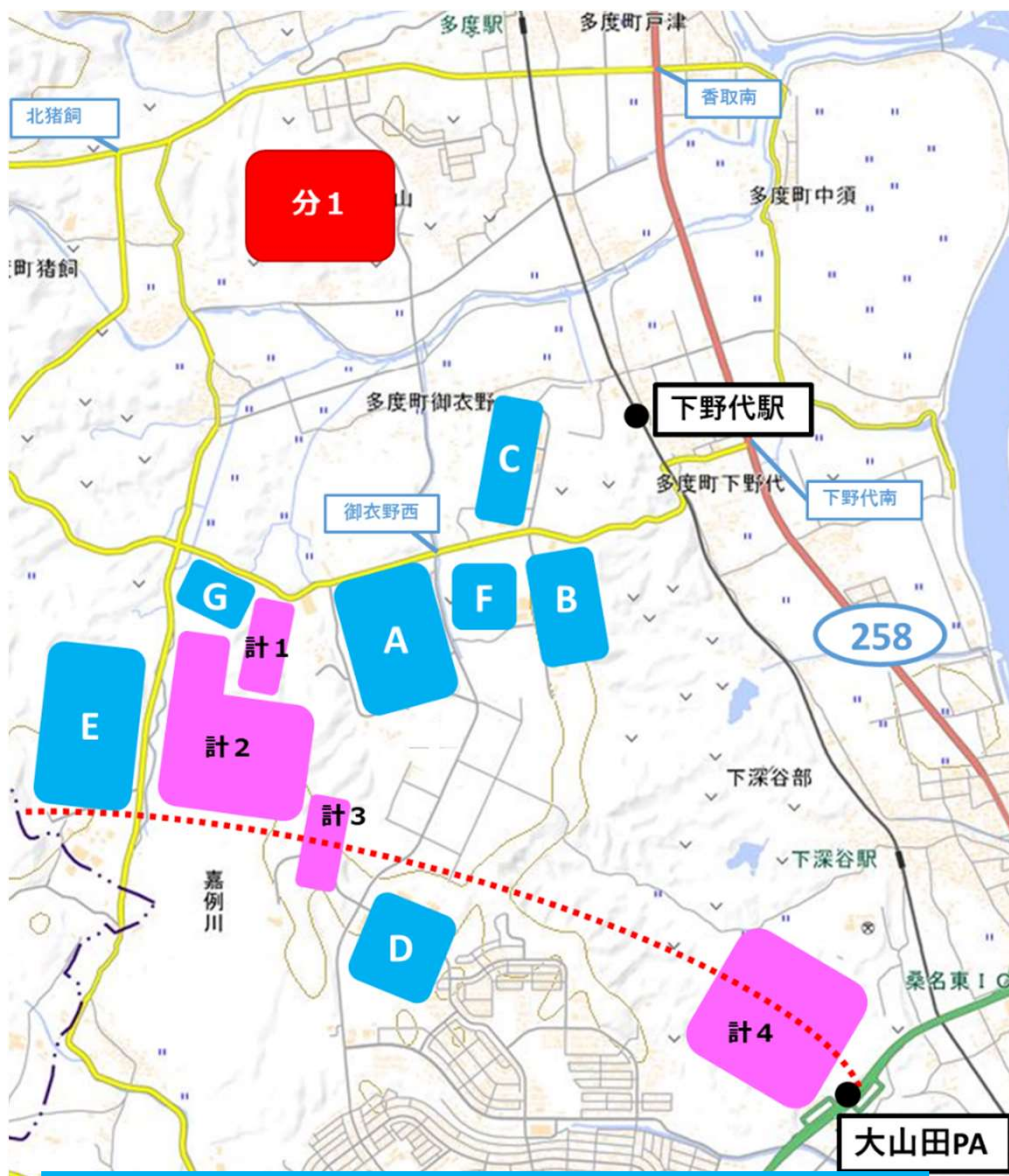 多度駅
多度町戸津
香取南
北猪飼
分1
山
多度町中須
町猪飼
下野代駅
多度町御衣野
C
多度町下野代
下野代南
御衣野西
G
F
B
A
計1
258
E
計2
下深谷部
計3
下深谷駅
嘉例川
D
桑名東IC
計4
大山田PA